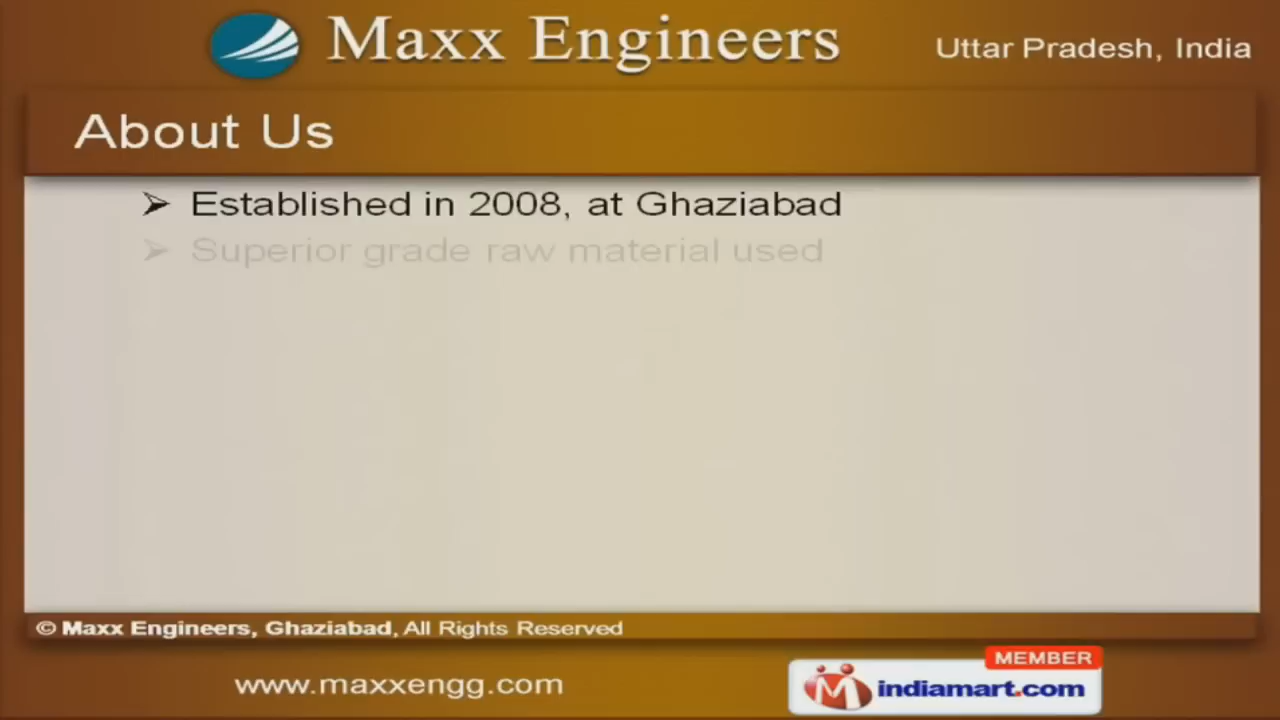 Maxx Engineers
Uttar Pradesh, India
About Us
➢ Established in 2008, at Ghaziabad
➢ Superior grade raw material used
© Maxx Engineers, Ghaziabad, All Rights Reserved
www.maxxengg.com
MEMBER
indiamart.com